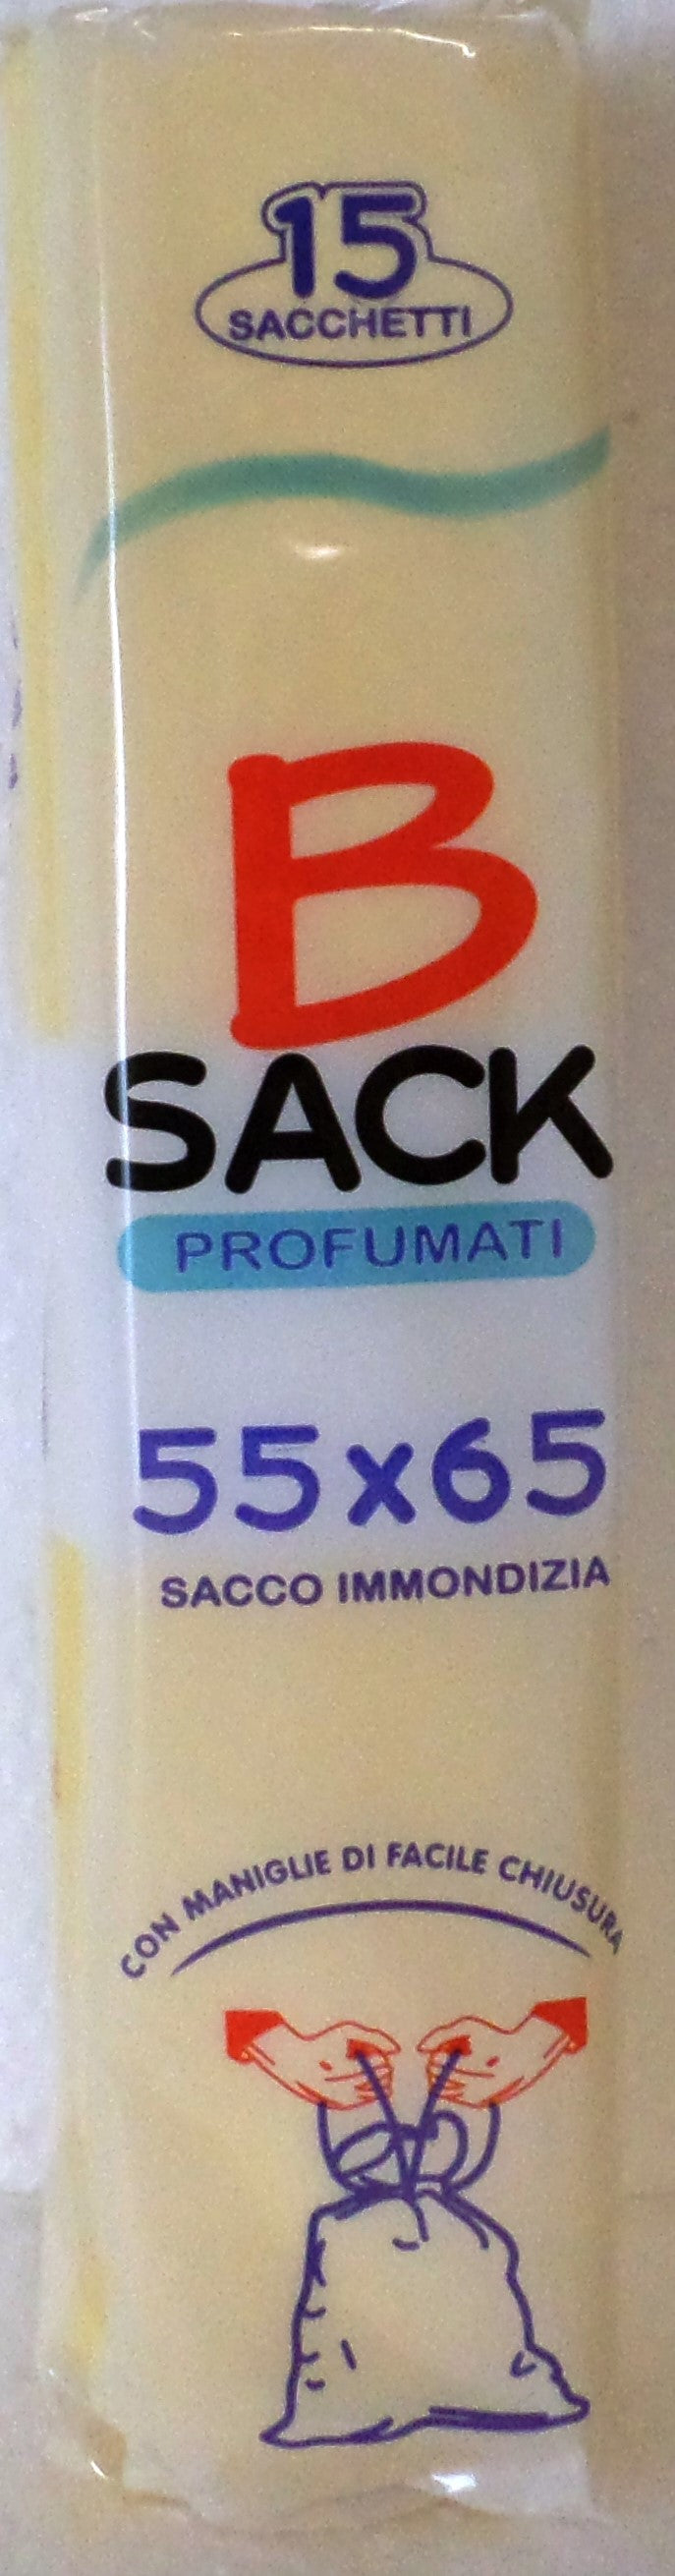 15
SACCHETTI
B
SACK
PROFUMATI
55x65
SACCO IMMONDIZIA
CON MANIGLIE DI FACILE CHIUSURA